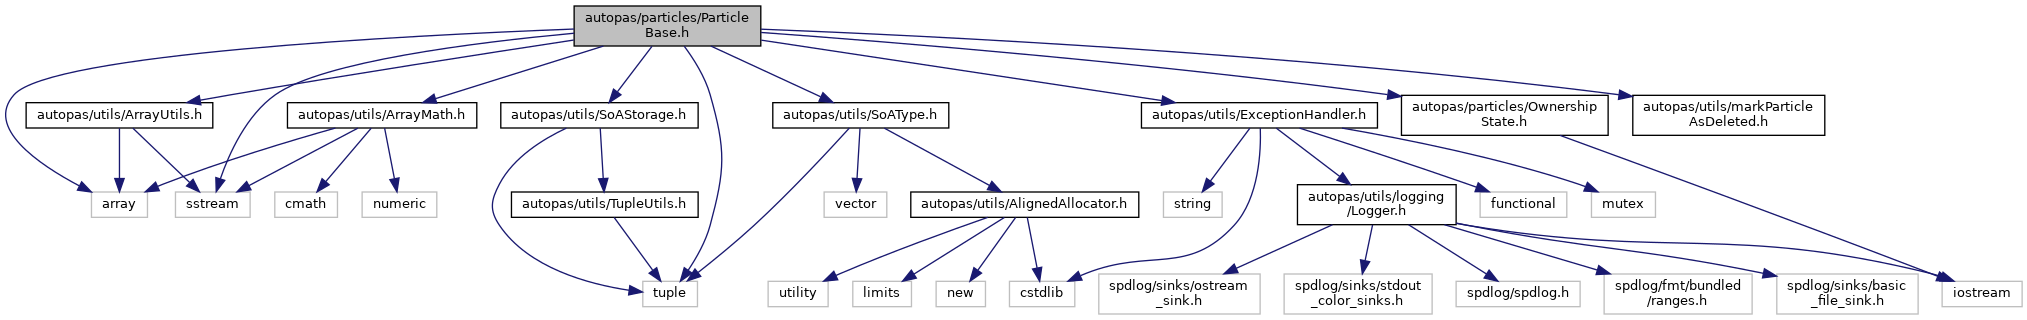 autopas/particles/Particle
Base.h
autopas/utils/ArrayUtils.h
autopas/utils/ArrayMath.h
autopas/utils/SoAStorage.h
autopas/utils/SoAType.h
autopas/utils/ExceptionHandler.h
autopas/particles/Ownership
State.h
autopas/utils/markParticle
AsDeleted.h
array
sstream
cmath
numeric
autopas/utils/TupleUtils.h
vector
autopas/utils/AlignedAllocator.h
string
autopas/utils/logging
/Logger.h
functional
mutex
tuple
utility
limits
new
cstdlib
spdlog/sinks/ostream
_sink.h
spdlog/sinks/stdout
_color_sinks.h
spdlog/spdlog.h
spdlog/fmt/bundled
/ranges.h
spdlog/sinks/basic
_file_sink.h
iostream